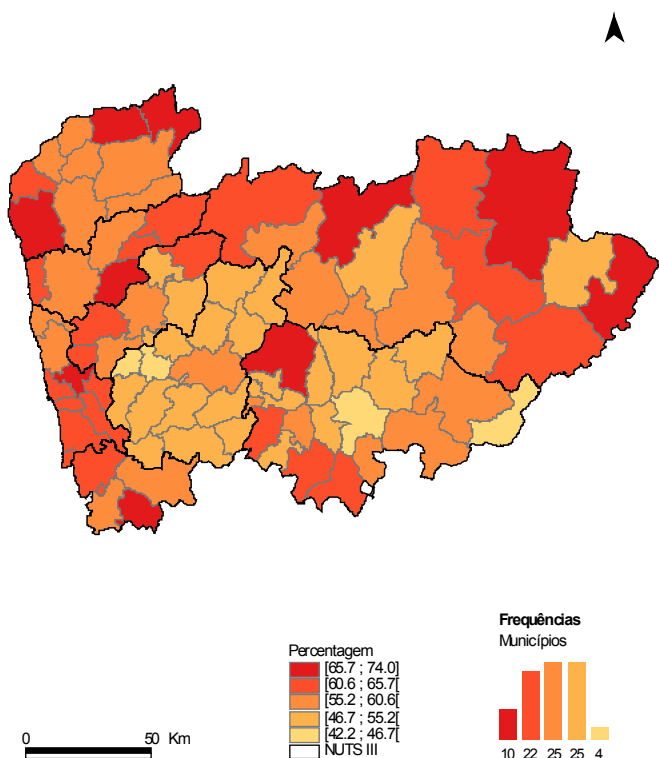 Frequências
Municípios
Percentagem
[65.7 ; 74.0]
[60.6 ; 65.7[
[55.2 ; 60.6[
[46.7 ; 55.2[
[42.2 ; 46.7[
NUTS III
0 50 Km
10 22 25 25 4